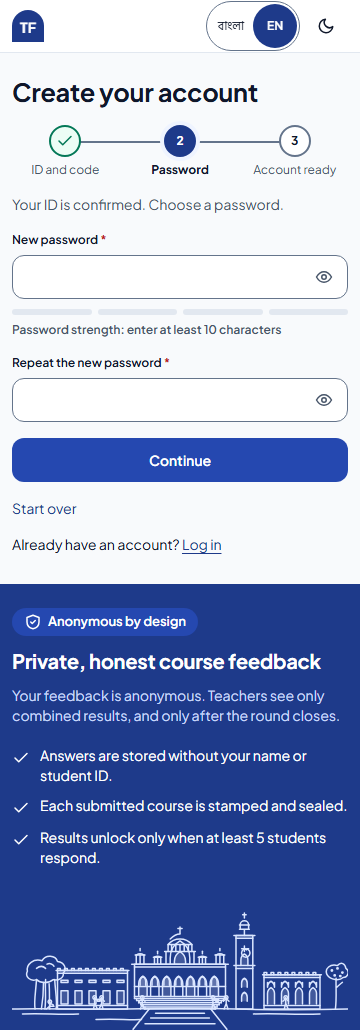 TF
বাংলা EN
Create your account
2 3
ID and code Password Account ready
Your ID is confirmed. Choose a password.
New password *
Password strength: enter at least 10 characters
Repeat the new password *
Continue
Start over
Already have an account? Log in
Anonymous by design
Private, honest course feedback
Your feedback is anonymous. Teachers see only
combined results, and only after the round closes.
Answers are stored without your name or
student ID.
Each submitted course is stamped and sealed.
Results unlock only when at least 5 students
respond.